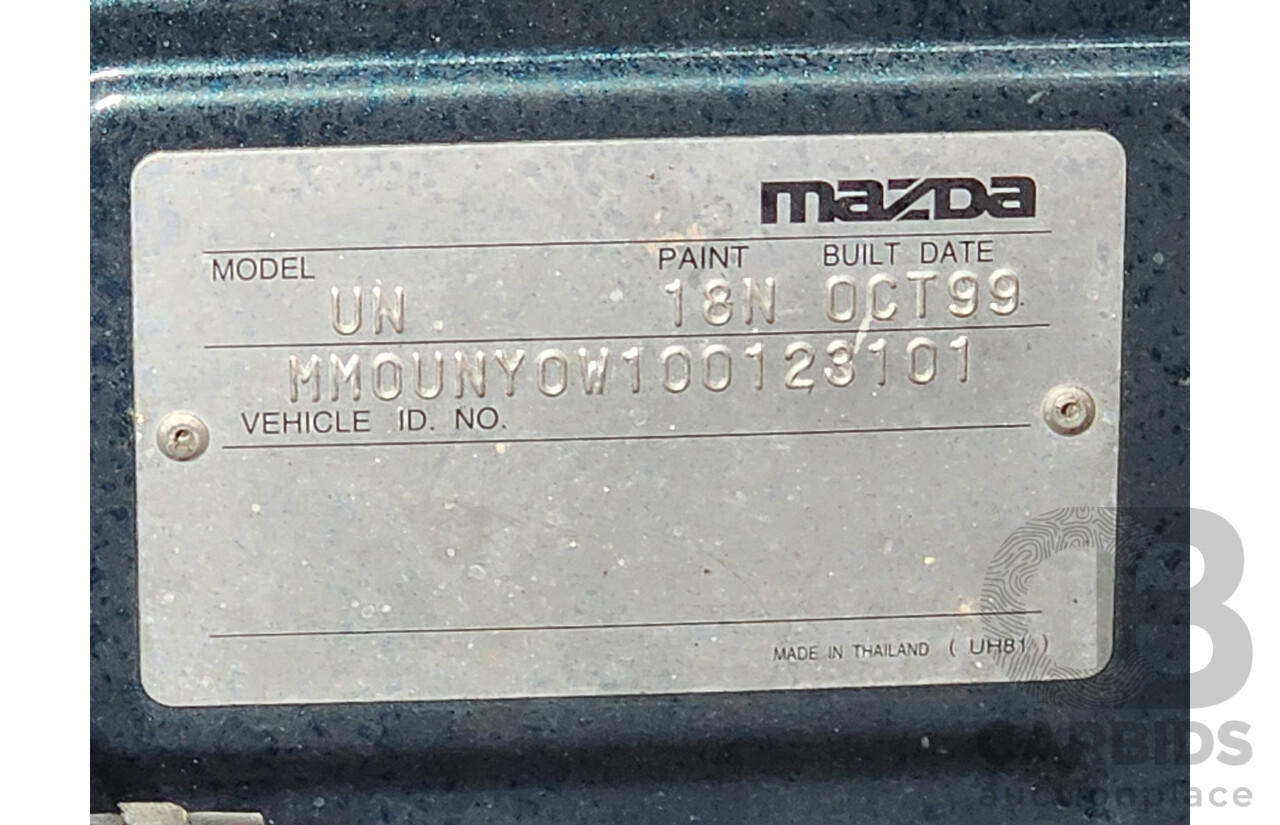 mazda
MODEL PAINT BUILT DATE
UN 18N OCT99
MM0UNY0W100123101
VEHICLE ID. NO.
MADE IN THAILAND ( UH81 )
CARBIDS
auctionplace